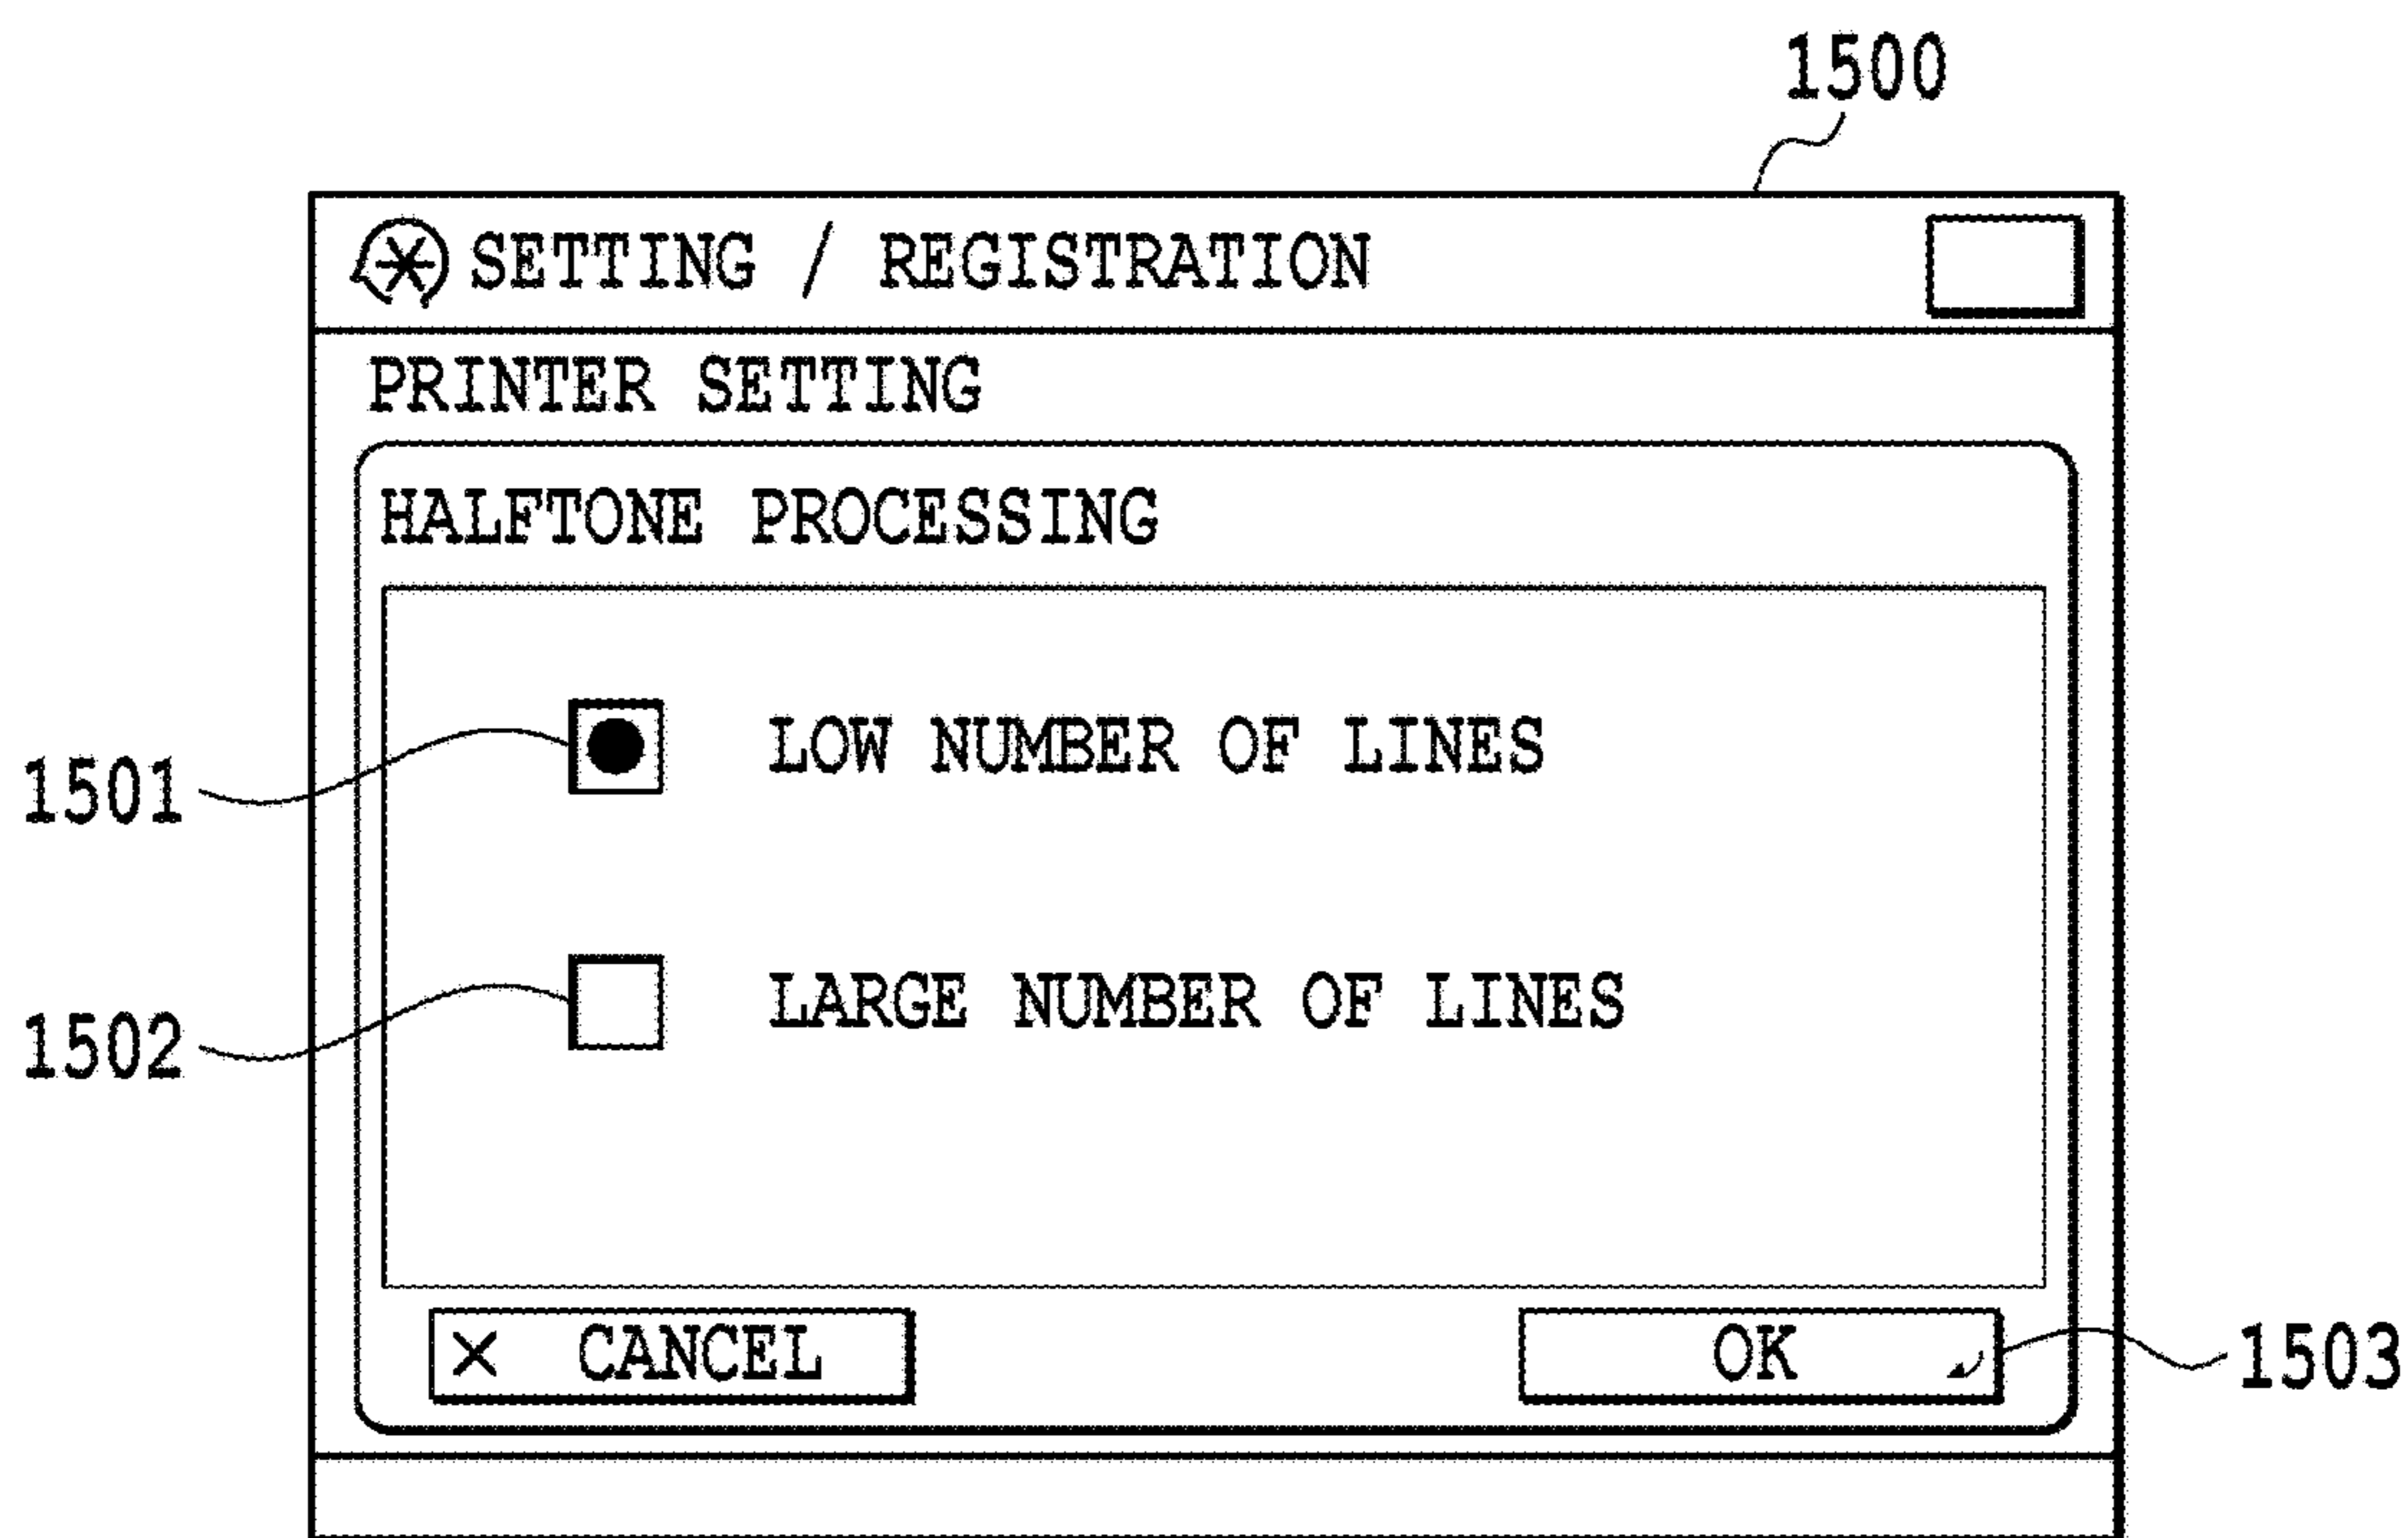 1500
SETTING / REGISTRATION
PRINTER SETTING
HALFTONE PROCESSING
1501
LOW NUMBER OF LINES
1502
LARGE NUMBER OF LINES
× CANCEL
OK
1503